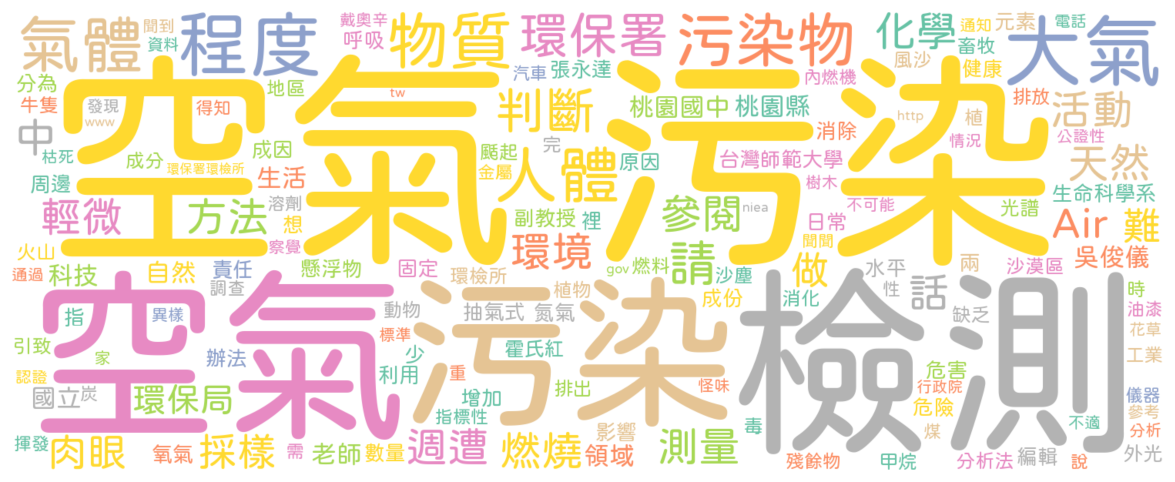 氣體
程度
聞到
資料
戴奧辛
呼吸
物質
環保署
污染物
化學
通知
元素
電話
畜牧
大氣
風沙
健康
分為
牛隻
發現
www
得知
地區
tw
汽車
張永達
內燃機
排放
活動
空氣污染
判斷
桃園國中
桃園縣
http
植
中
枯死
成分
環保署環檢所
成因
颳起
完
金屬
人體
原因
消除
台灣師範大學
樹木
情況
公證性
天然
周邊
生活
溶劑
想
輕微
方法
副教授
裡
參閱
niea
日常
不可能
光譜
生命科學系
Air
難
吳俊儀
火山
察覺
環境
請
聞聞
通過
科技
自然
責任
調查
懸浮物
固定
環檢所
植物
gov
燃料
沙塵
成份
做
消化
水平
性
話
兩
缺乏
沙漠區
時
油漆
花草
指
異樣
空氣
污染
檢測
動物
標準
抽氣式
氮氣
引致
家
辦法
少
利用
霍氏紅
重
排出
怪味
危害
行政院
危險
工業
認證
國立
炭
環保局
增加
指標性
儀器
參考
分析
不適
煤
毒
揮發
肉眼
氧氣
採樣
需
老師
數量
週遭
燃燒
影響
領域
測量
殘餘物
甲烷
分析法
編輯
說
外光